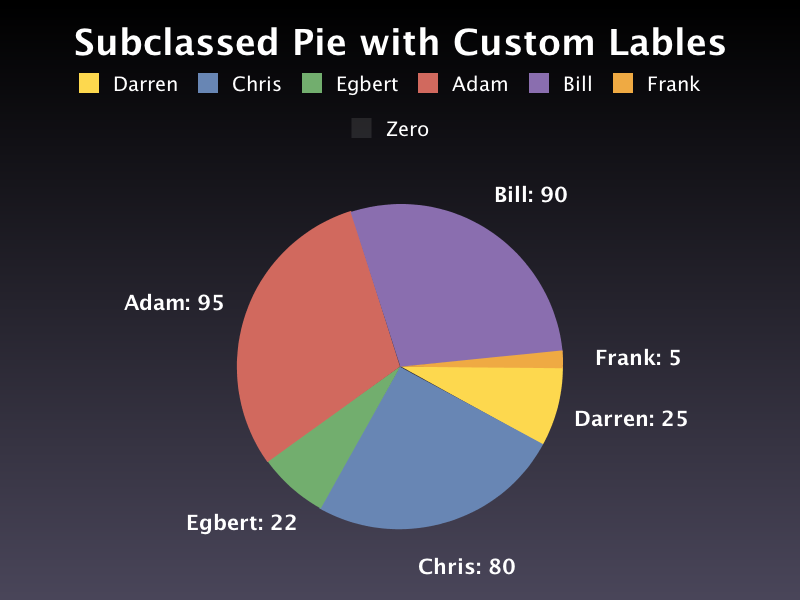 Subclassed Pie with Custom Lables
Darren Chris Egbert Adam Bill Frank
Zero
Bill: 90
Adam: 95
Frank: 5
Darren: 25
Egbert: 22
Chris: 80